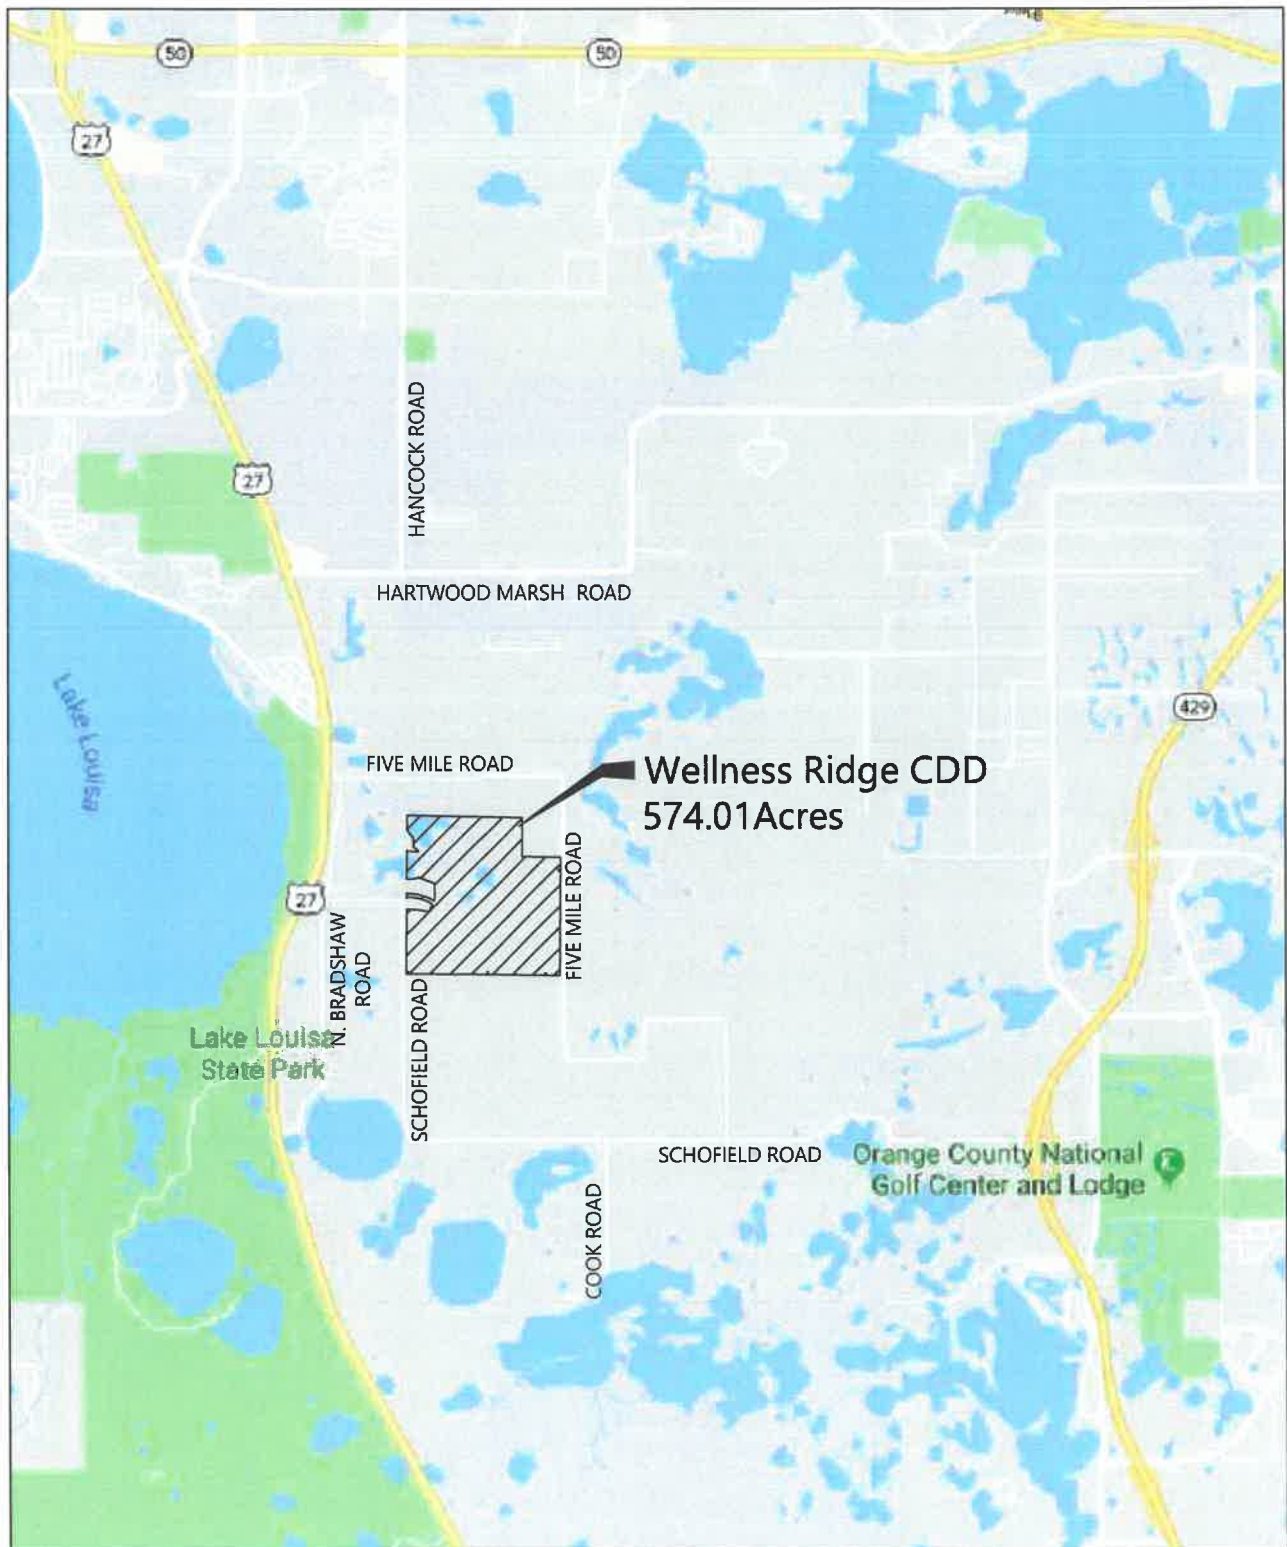 50
50
27
HANCOCK ROAD
27
HARTWOOD MARSH ROAD
Lake Louisa
429
FIVE MILE ROAD
Wellness Ridge CDD
574.01Acres
FIVE MILE ROAD
27
N. BRADSHAW
ROAD
SCHOFIELD ROAD
Lake Louisa
State Park
SCHOFIELD ROAD
Orange County National
Golf Center and Lodge
COOK ROAD